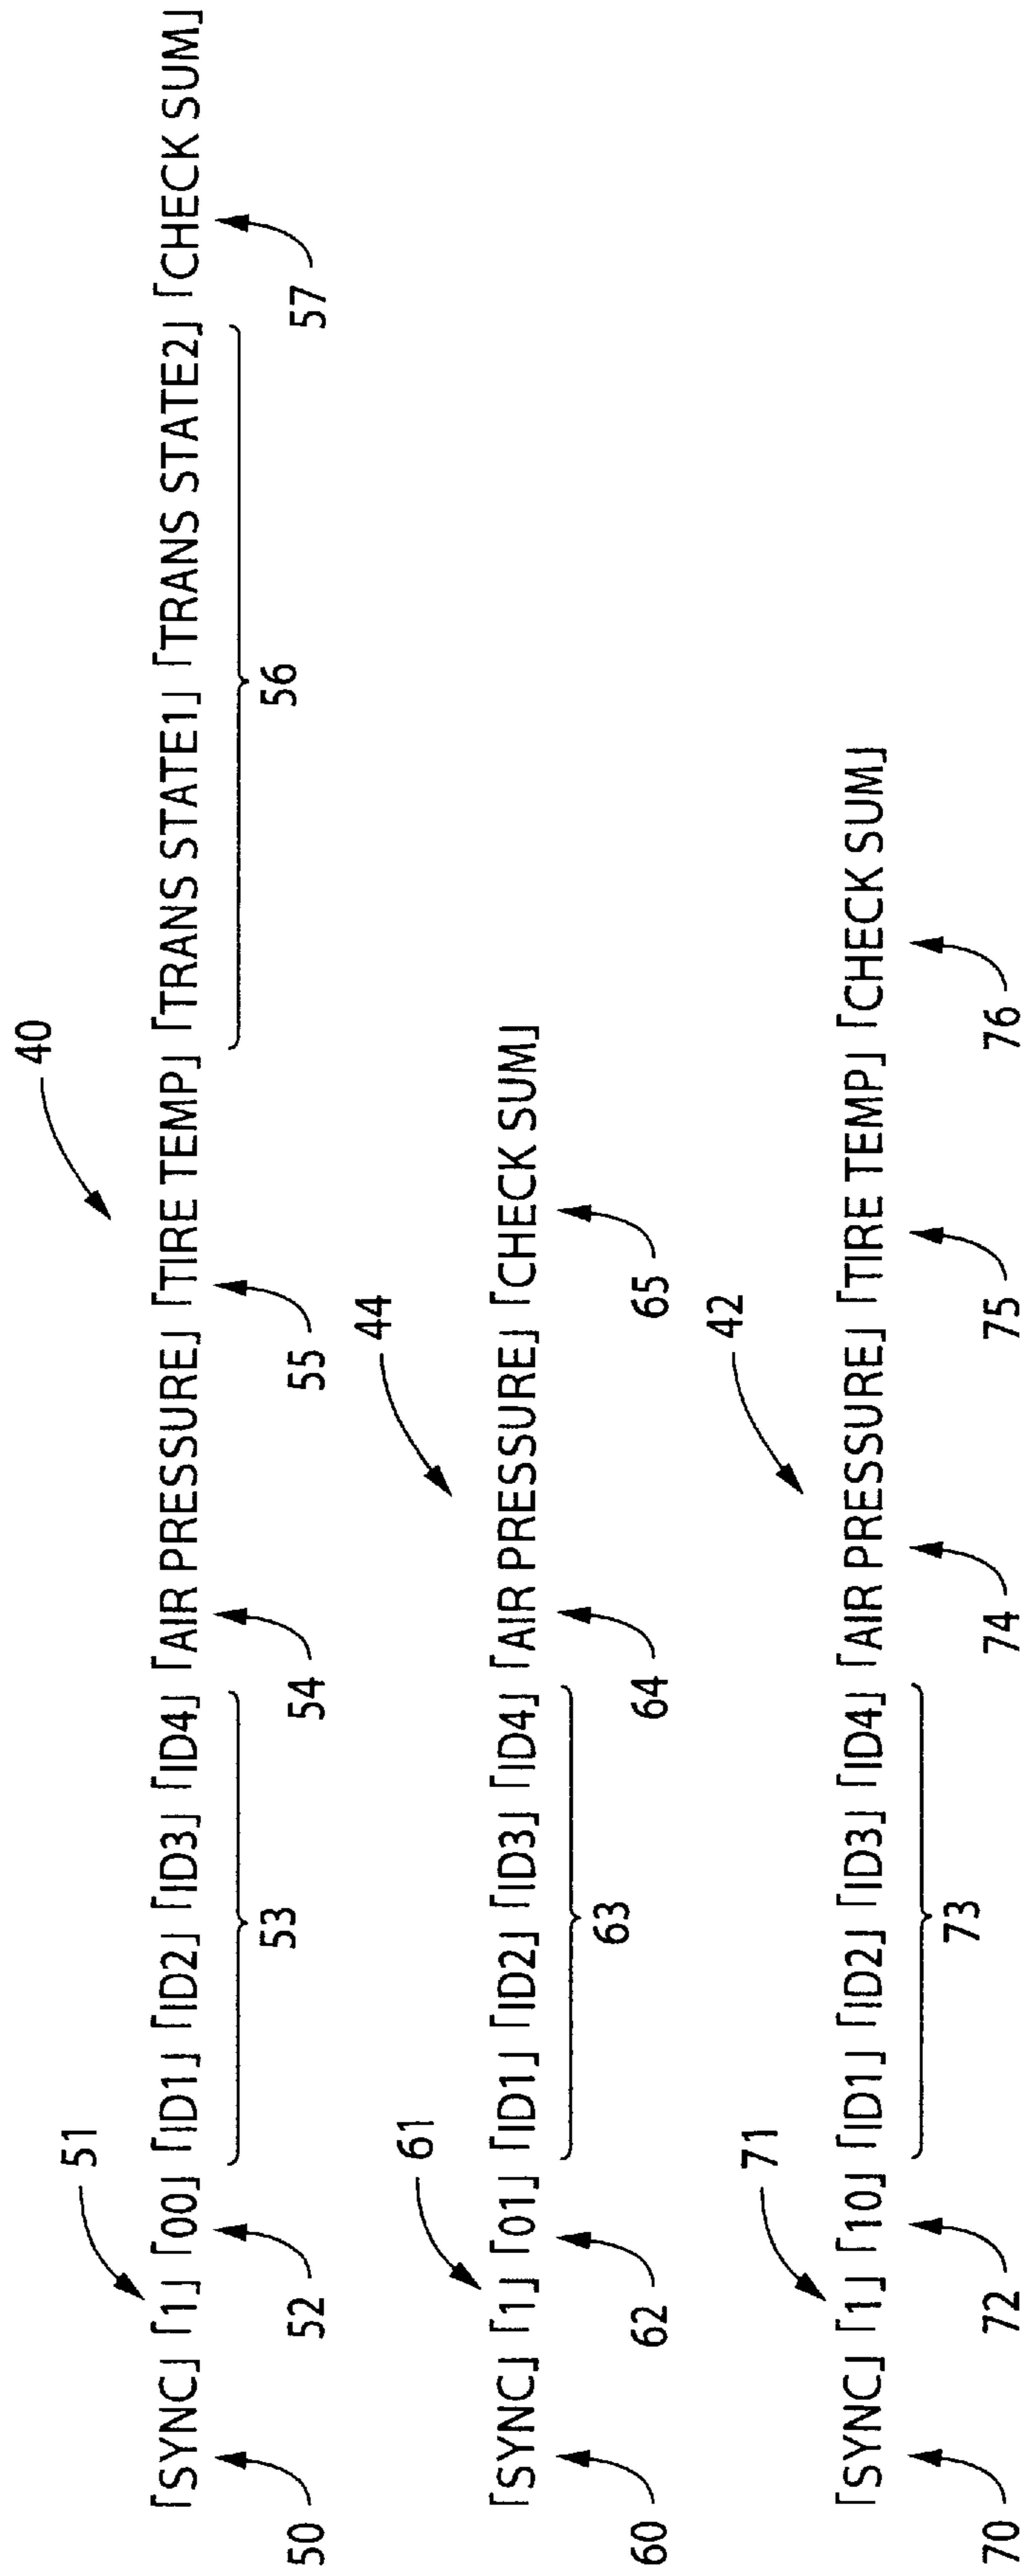 40
51
「SYNC」 「1」 「00」 「ID1」 「ID2」 「ID3」 「ID4」 「AIR PRESSURE」 「TIRE TEMP」 「TRANS STATE1」 「TRANS STATE2」 「CHECK SUM」
50 52 53 54 55 56 57
44
61
「SYNC」 「1」 「01」 「ID1」 「ID2」 「ID3」 「ID4」 「AIR PRESSURE」 「CHECK SUM」
60 62 63 64 65
42
71
「SYNC」 「1」 「10」 「ID1」 「ID2」 「ID3」 「ID4」 「AIR PRESSURE」 「TIRE TEMP」 「CHECK SUM」
70 72 73 74 75 76